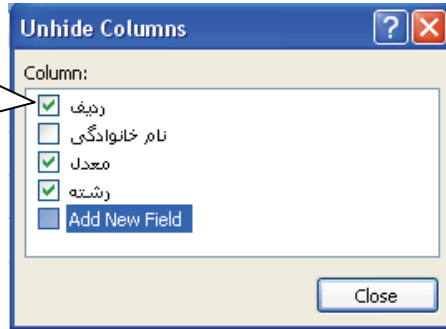 Unhide Columns
Column:
ردیف
نام خانوادگی
معدل
رشته
Add New Field
Close